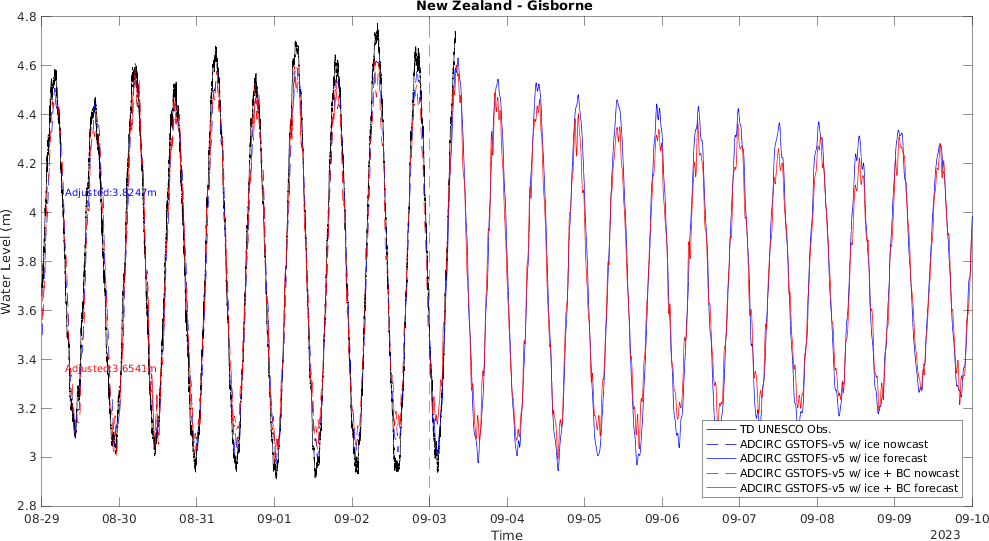 New Zealand - Gisborne
4.8
4.6
4.4
4.2
4
3.8
3.6
3.4
3.2
3
2.8
Water Level (m)
Adjusted:3.8247m
Adjusted:3.6541m
TD UNESCO Obs.
ADCIRC GSTOFS-v5 w/ ice nowcast
ADCIRC GSTOFS-v5 w/ ice forecast
ADCIRC GSTOFS-v5 w/ ice + BC nowcast
ADCIRC GSTOFS-v5 w/ ice + BC forecast
08-29 08-30 08-31 09-01 09-02 09-03 09-04 09-05 09-06 09-07 09-08 09-09 09-10
Time
2023